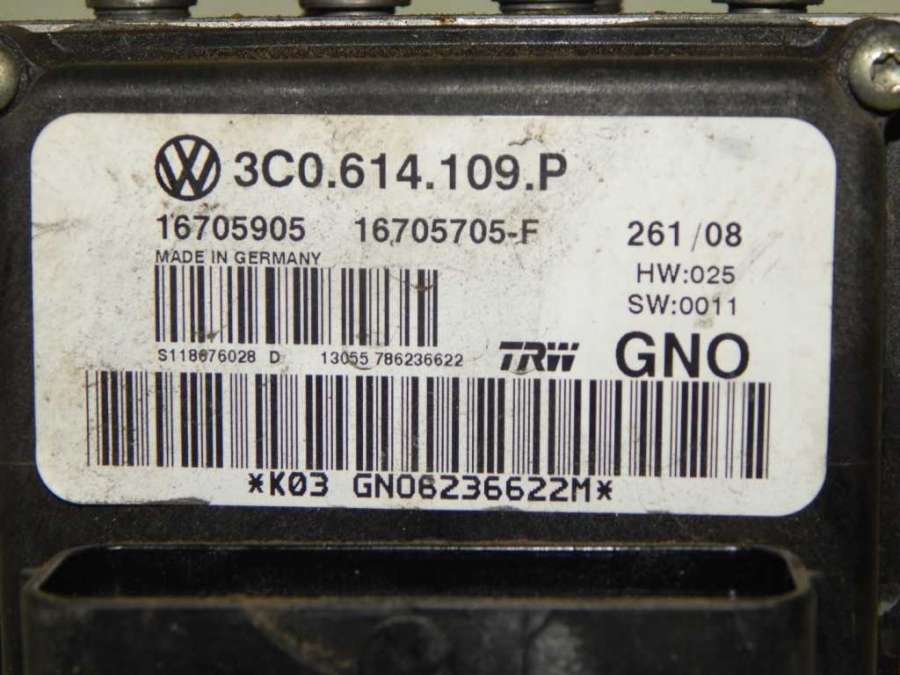 3C0.614.109.P
16705905 16705705-F 261/08
MADE IN GERMANY
HW:025
SW:0011
S118676028 D 13055 786236622 TRW GNO
*K03 GNO6236622M*